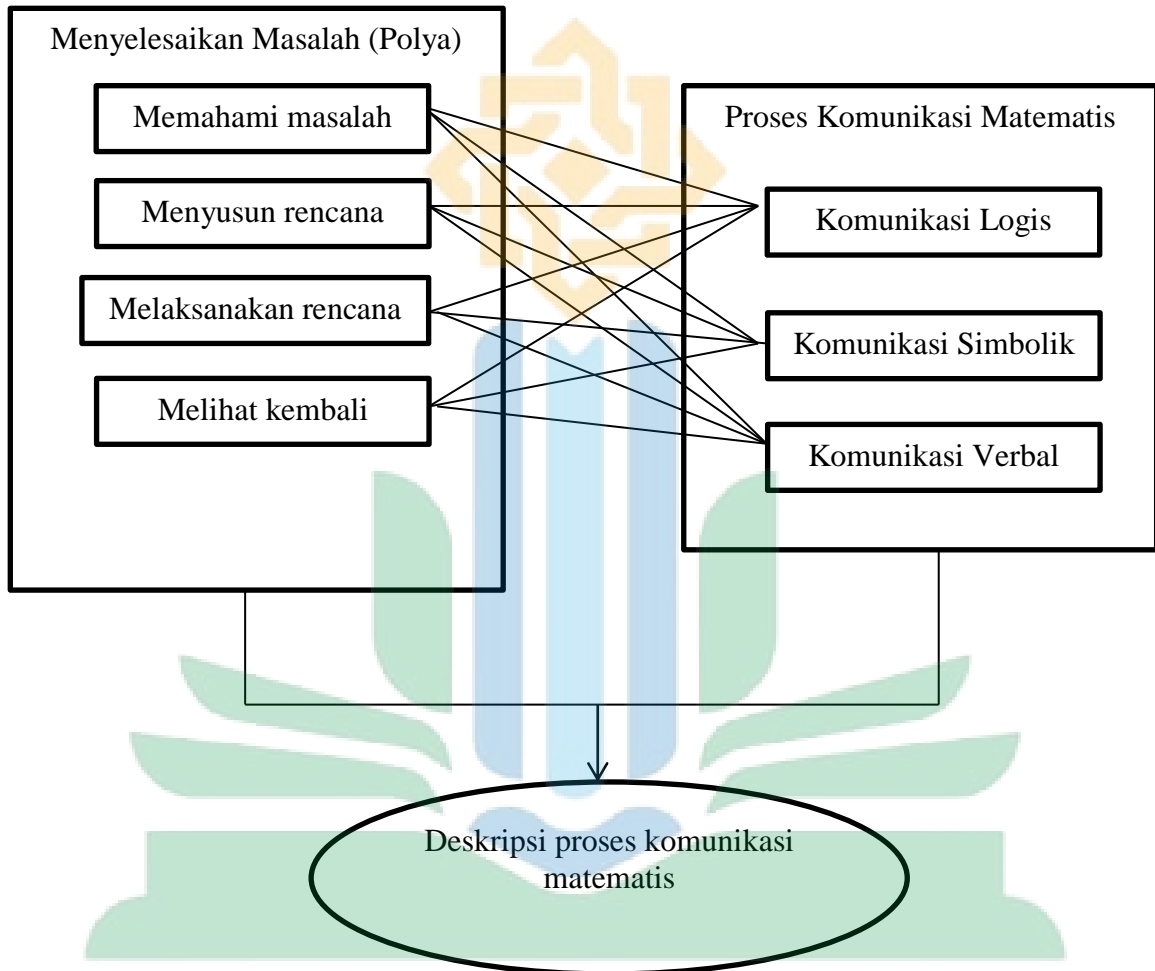 Menyelesaikan Masalah (Polya)
Memahami masalah
Menyusun rencana
Melaksanakan rencana
Melihat kembali
Proses Komunikasi Matematis
Komunikasi Logis
Komunikasi Simbolik
Komunikasi Verbal
Deskripsi proses komunikasi
matematis